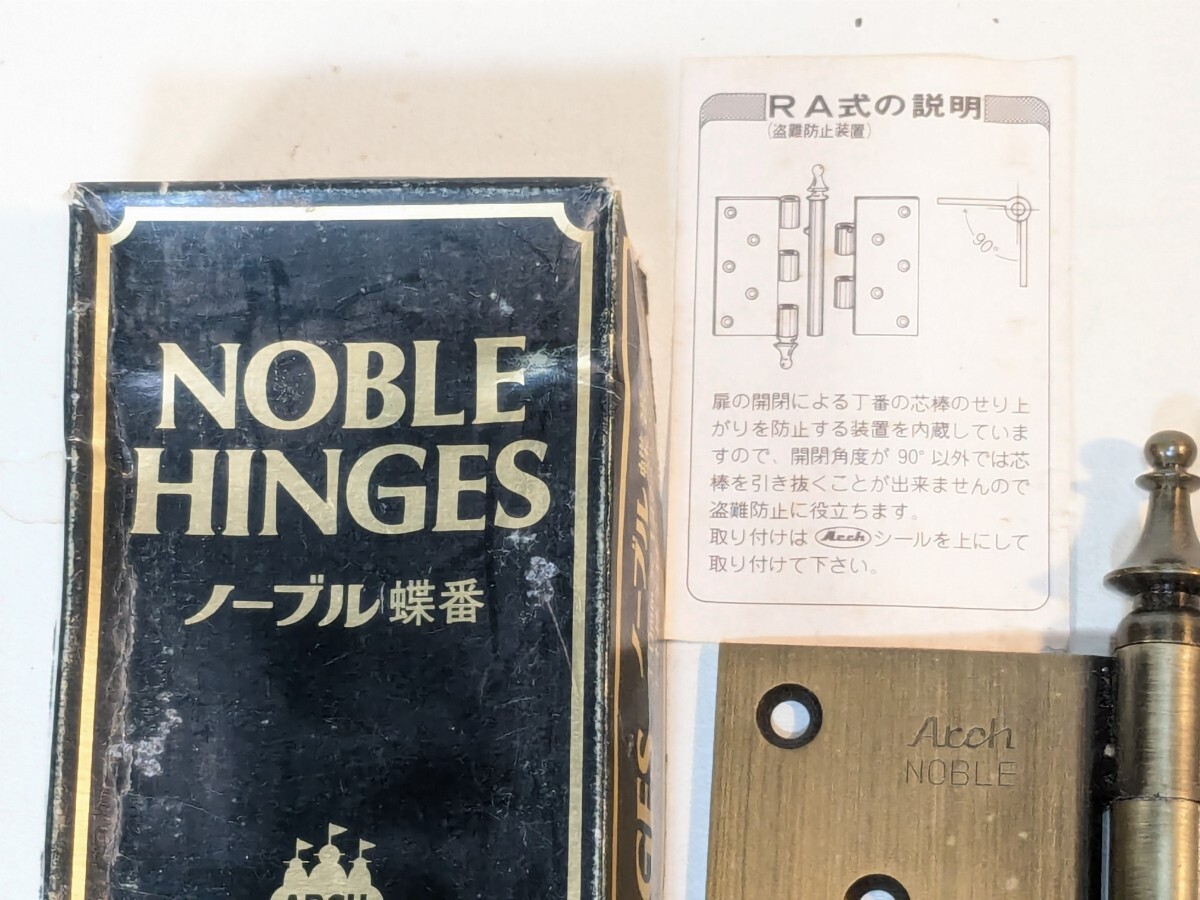 NOBLE
HINGES
ノーブル蝶番
ARCH
RA式の説明
(盗難防止装置)
90°
扉の開閉による丁番の芯棒のせり上
がりを防止する装置を内蔵していま
すので、開閉角度が90°以外では芯
棒を引き抜くことが出来ませんので
盗難防止に役立ちます。
取り付けは Arch シールを上にして
取り付けて下さい。
Arch
NOBLE